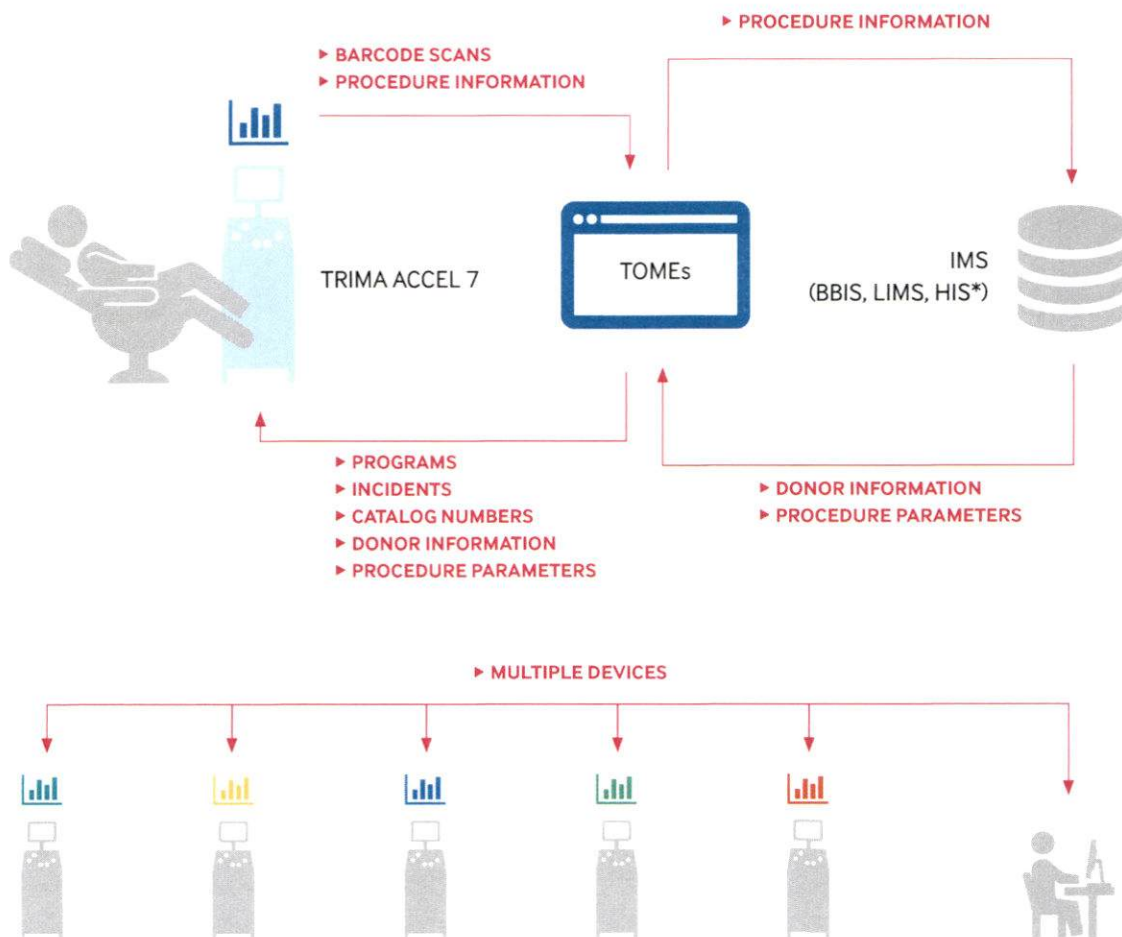 ▸ PROCEDURE INFORMATION
▸ BARCODE SCANS
▸ PROCEDURE INFORMATION
TRIMA ACCEL 7
TOMEs
IMS
(BBIS, LIMS, HIS*)
▸ PROGRAMS
▸ INCIDENTS
▸ CATALOG NUMBERS
▸ DONOR INFORMATION
▸ PROCEDURE PARAMETERS
▸ DONOR INFORMATION
▸ PROCEDURE PARAMETERS
▸ MULTIPLE DEVICES